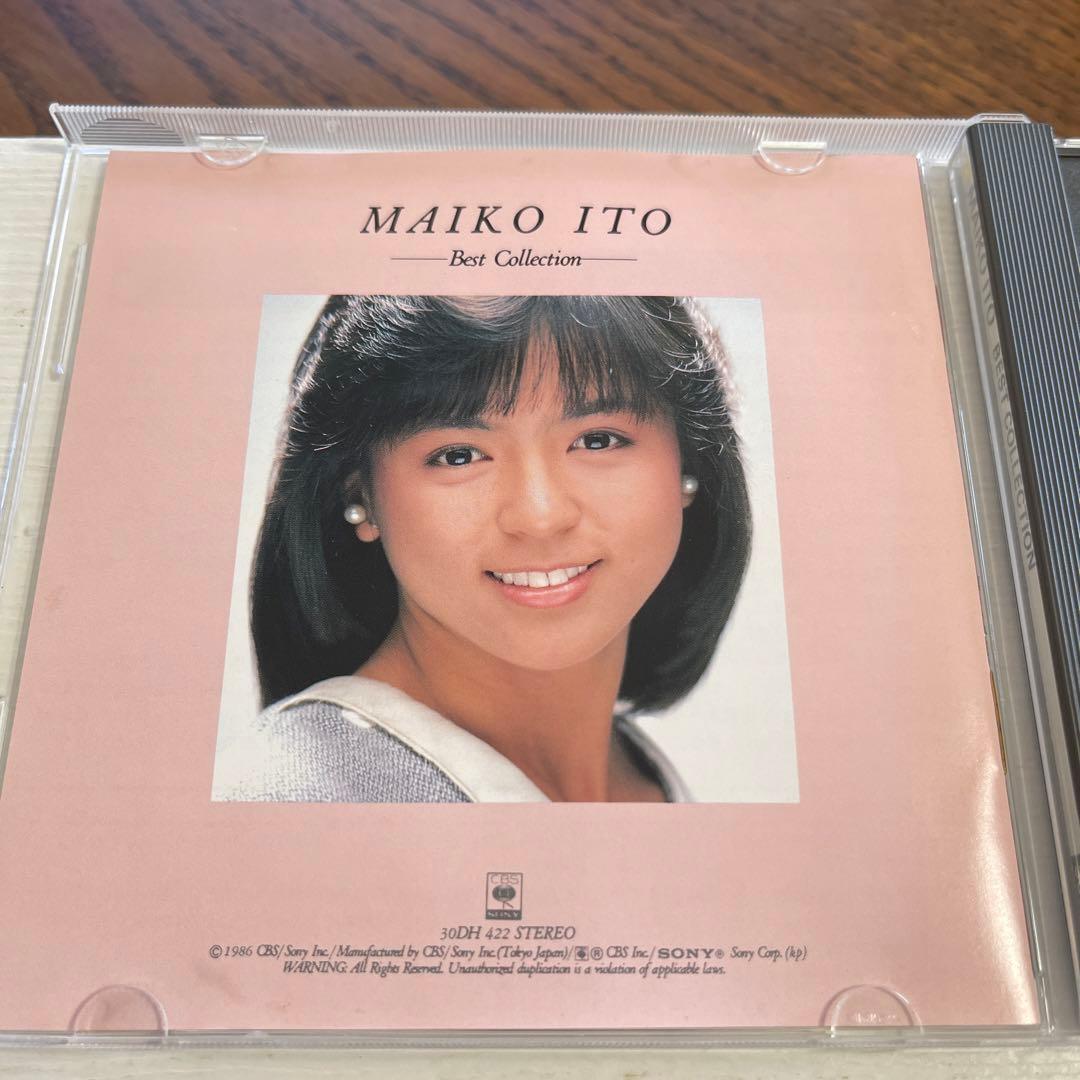 MAIKO ITO
Best Collection
CBS
SONY
30DH 422 STEREO
©1986 CBS/Sony Inc./Manufactured by CBS/Sony Inc.(Tokyo Japan)/ ® CBS Inc./SONY® Sony Corp. (kp)
WARNING: All Rights Reserved. Unauthorized duplication is a violation of applicable laws.
MAIKO ITO BEST COLLECTION